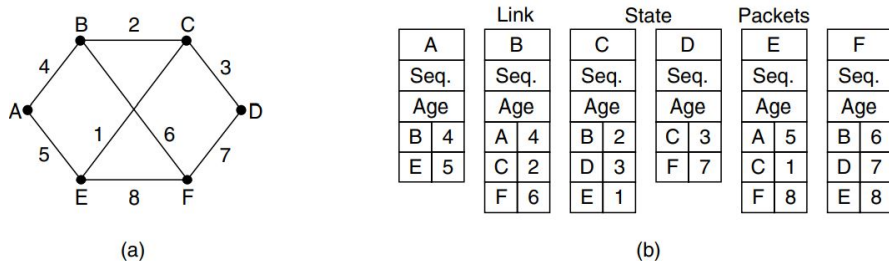 B 2 C
4 3
A 1 6 D
5 7
E 8 F
(a)
Link State Packets
A B C D E F
Seq. Seq. Seq. Seq. Seq. Seq.
Age Age Age Age Age Age
B 4 A 4 B 2 C 3 A 5 B 6
E 5 C 2 D 3 F 7 C 1 D 7
F 6 E 1 F 8 E 8
(b)